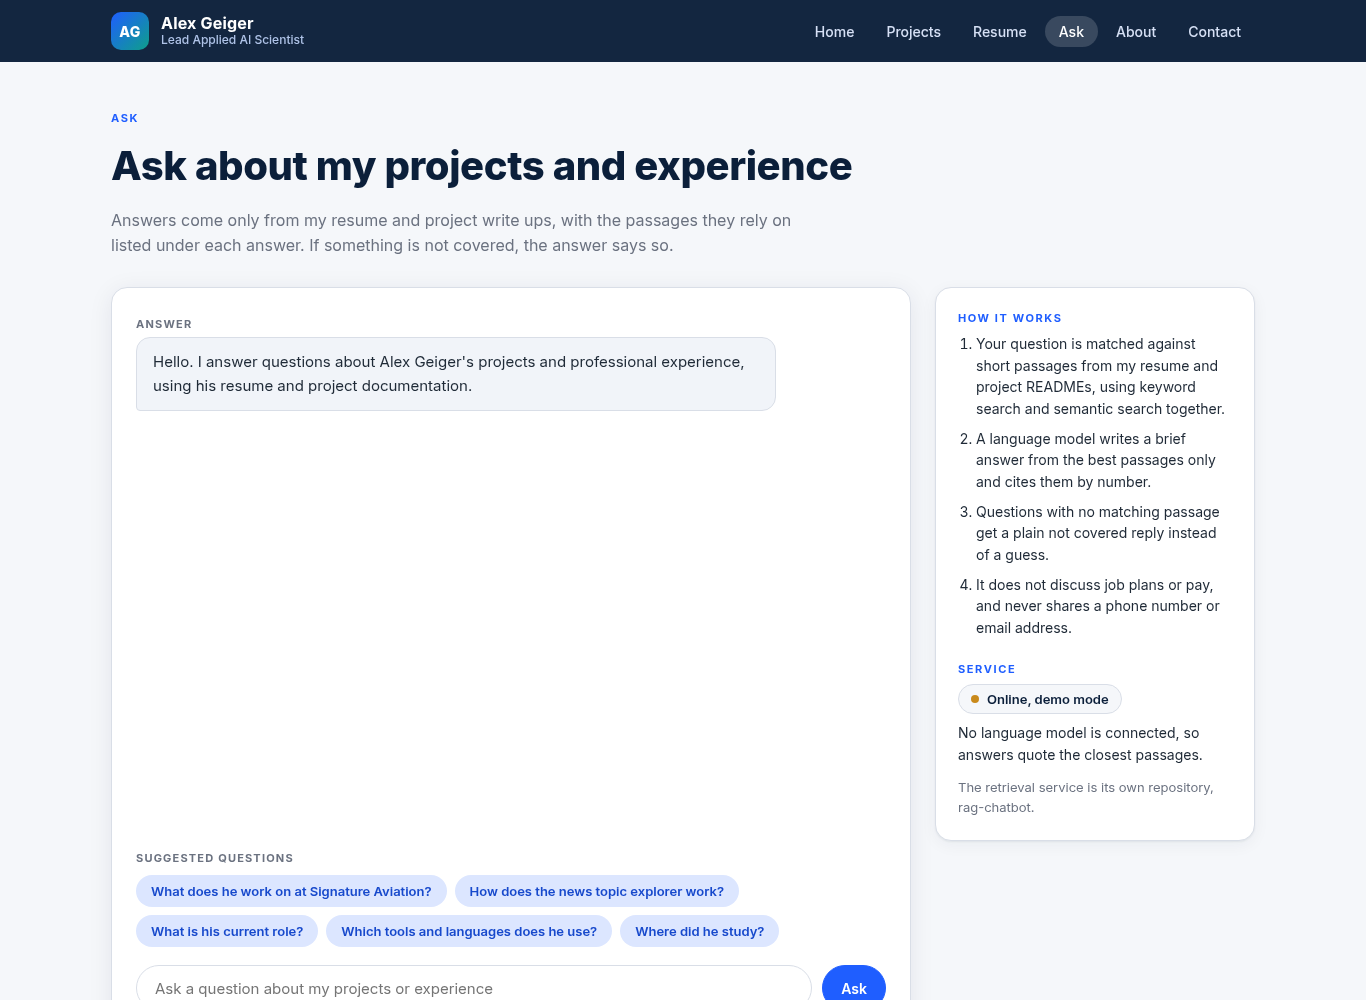 AG
Alex Geiger
Lead Applied AI Scientist
Home
Projects
Resume
Ask
About
Contact
ASK
Ask about my projects and experience
Answers come only from my resume and project write ups, with the passages they rely on
listed under each answer. If something is not covered, the answer says so.
ANSWER
Hello. I answer questions about Alex Geiger's projects and professional experience,
using his resume and project documentation.
SUGGESTED QUESTIONS
What does he work on at Signature Aviation?
How does the news topic explorer work?
What is his current role?
Which tools and languages does he use?
Where did he study?
Ask a question about my projects or experience
Ask
HOW IT WORKS
1. Your question is matched against
short passages from my resume and
project READMEs, using keyword
search and semantic search together.
2. A language model writes a brief
answer from the best passages only
and cites them by number.
3. Questions with no matching passage
get a plain not covered reply instead
of a guess.
4. It does not discuss job plans or pay,
and never shares a phone number or
email address.
SERVICE
Online, demo mode
No language model is connected, so
answers quote the closest passages.
The retrieval service is its own repository,
rag-chatbot.